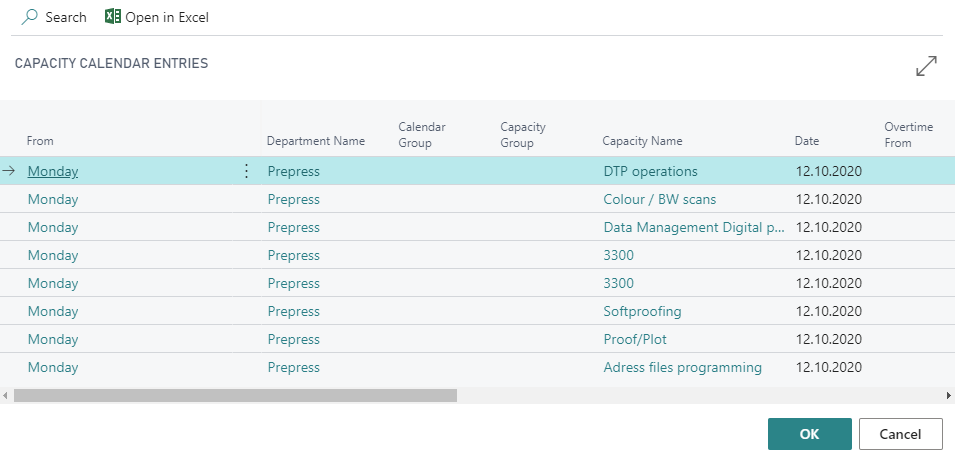 Search Open in Excel
CAPACITY CALENDAR ENTRIES
From Department Name Calendar Group Capacity Group Capacity Name Date Overtime From
Monday Prepress DTP operations 12.10.2020
Monday Prepress Colour / BW scans 12.10.2020
Monday Prepress Data Management Digital p... 12.10.2020
Monday Prepress 3300 12.10.2020
Monday Prepress 3300 12.10.2020
Monday Prepress Softproofing 12.10.2020
Monday Prepress Proof/Plot 12.10.2020
Monday Prepress Adress files programming 12.10.2020
OK Cancel